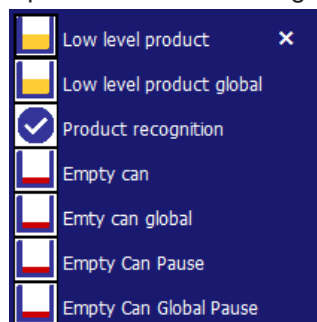 Low level product ×
Low level product global
Product recognition
Empty can
Emty can global
Empty Can Pause
Empty Can Global Pause